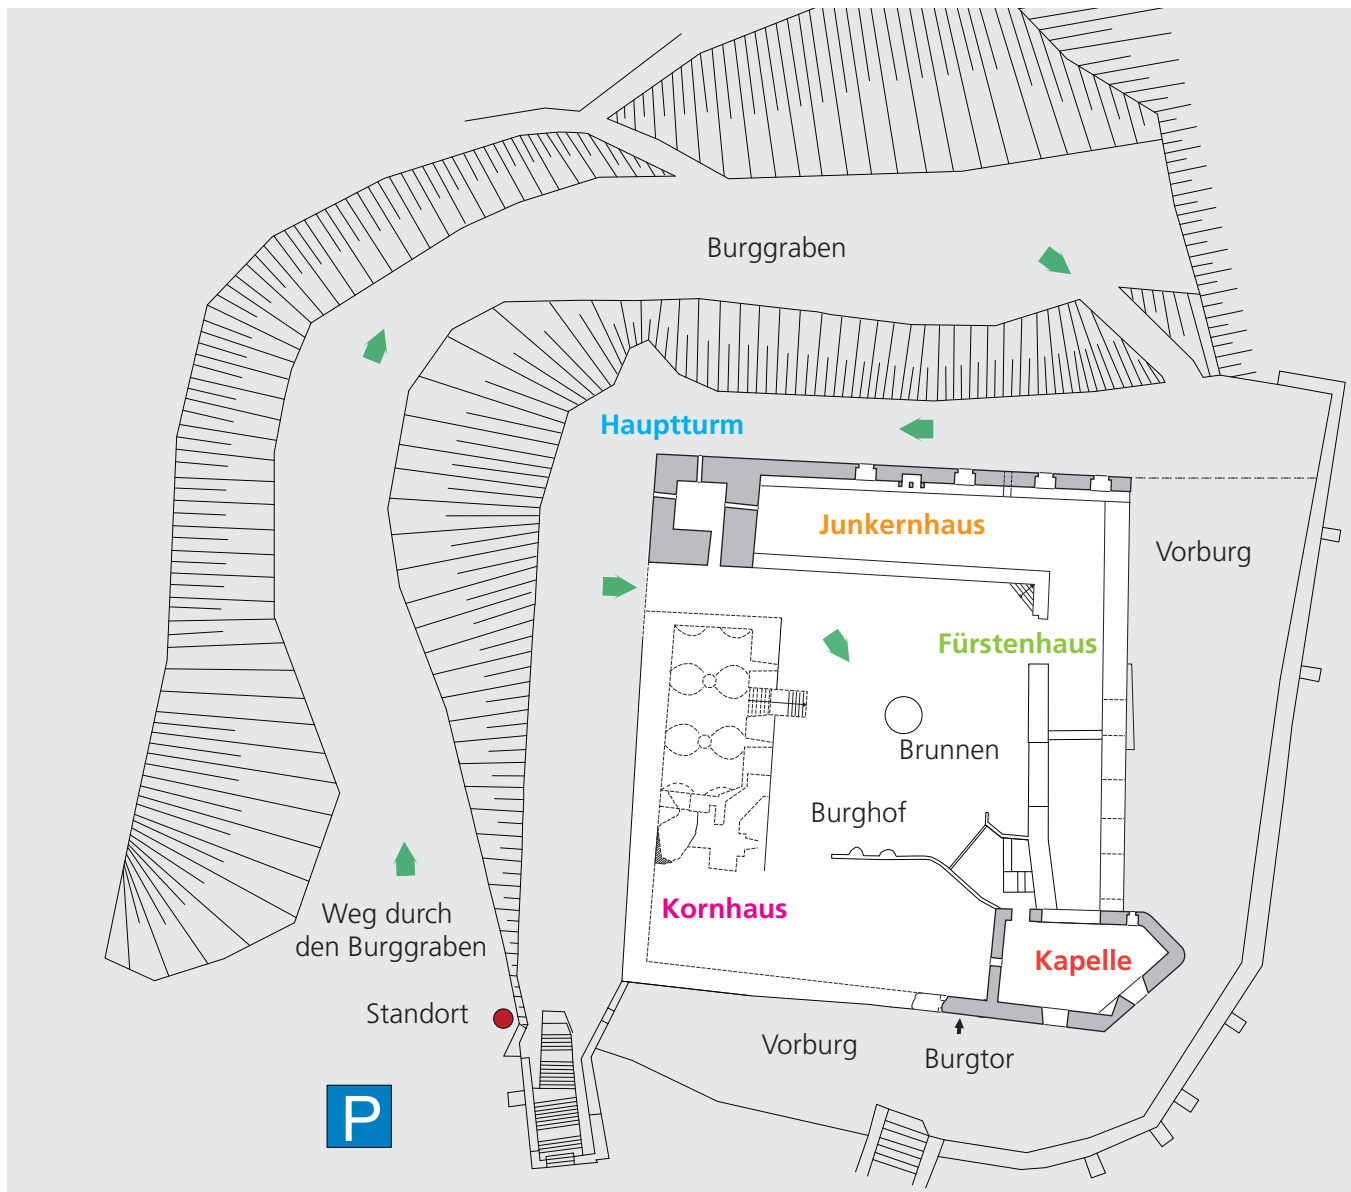 Burggraben
Hauptturm
Junkernhaus
Vorburg
Fürstenhaus
Brunnen
Burghof
Kornhaus
Weg durch
den Burggraben
Kapelle
Standort
Vorburg
Burgtor
P